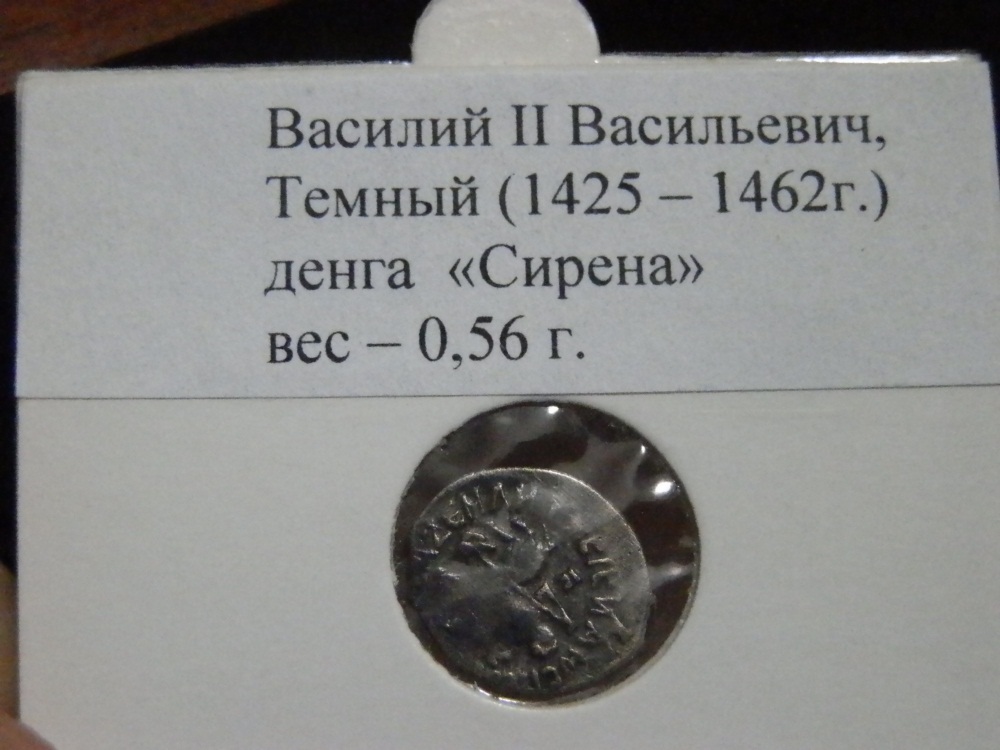 Василий II Васильевич,
Темный (1425 – 1462г.)
денга «Сирена»
вес – 0,56 г.